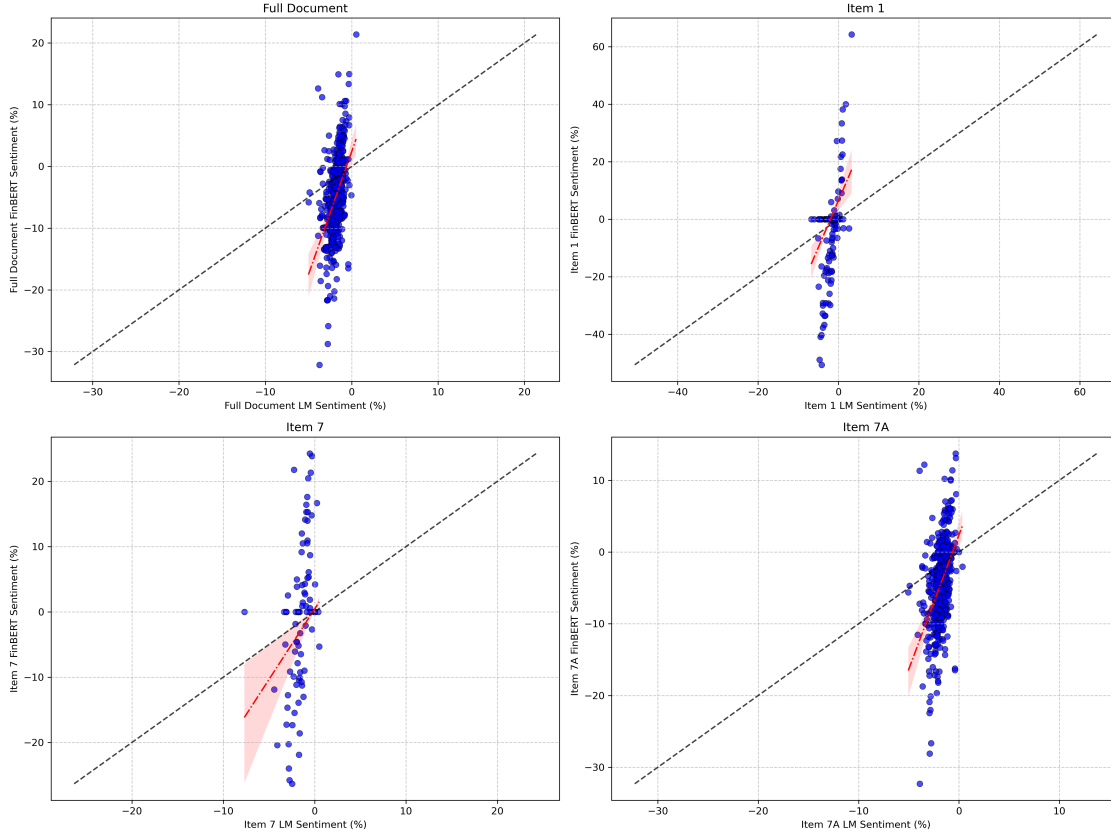 Full Document
Full Document FinBERT Sentiment (%)
20
10
0
−10
−20
−30
−30 −20 −10 0 10 20
Full Document LM Sentiment (%)
Item 1
Item 1 FinBERT Sentiment (%)
60
40
20
0
−20
−40
−40 −20 0 20 40 60
Item 1 LM Sentiment (%)
Item 7
Item 7 FinBERT Sentiment (%)
20
10
0
−10
−20
−20 −10 0 10 20
Item 7 LM Sentiment (%)
Item 7A
Item 7A FinBERT Sentiment (%)
10
0
−10
−20
−30
−30 −20 −10 0 10
Item 7A LM Sentiment (%)